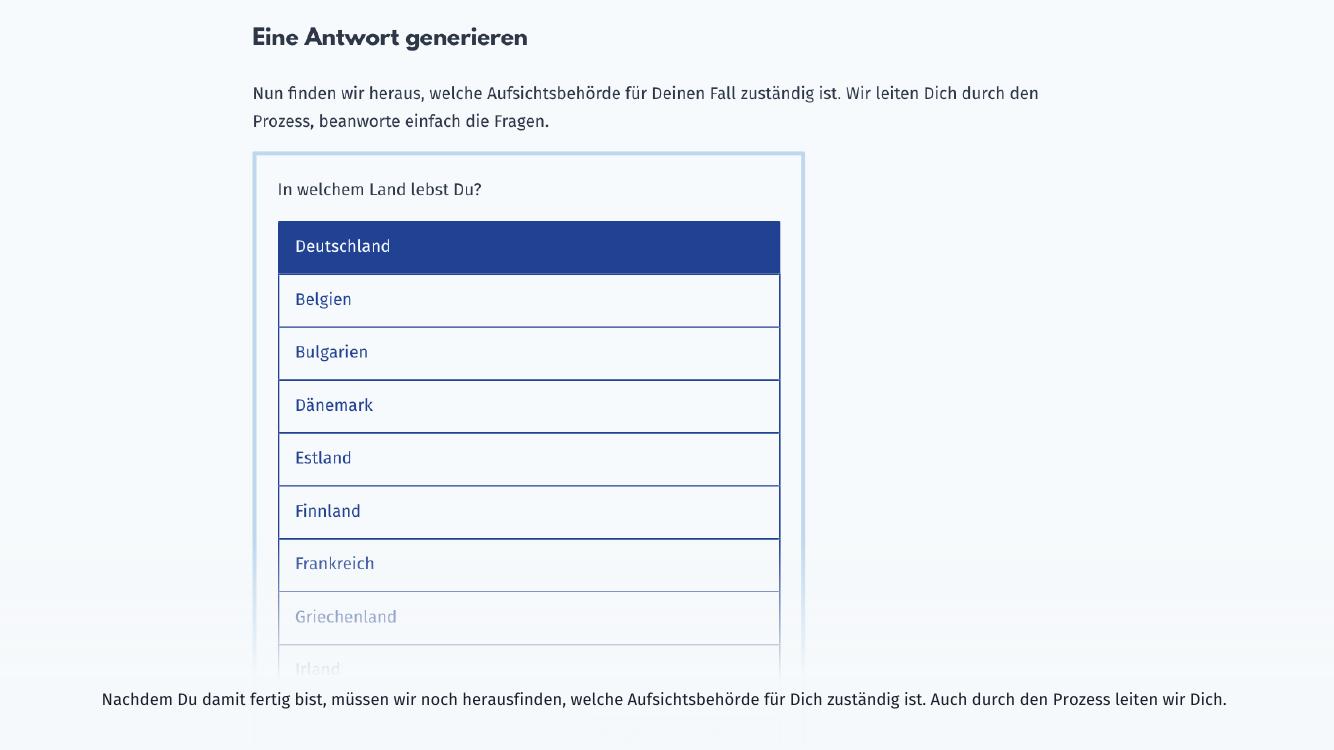 Eine Antwort generieren
Nun finden wir heraus, welche Aufsichtsbehörde für Deinen Fall zuständig ist. Wir leiten Dich durch den
Prozess, beanworte einfach die Fragen.
In welchem Land lebst Du?
Deutschland
Belgien
Bulgarien
Dänemark
Estland
Finnland
Frankreich
Griechenland
Irland
Nachdem Du damit fertig bist, müssen wir noch herausfinden, welche Aufsichtsbehörde für Dich zuständig ist. Auch durch den Prozess leiten wir Dich.